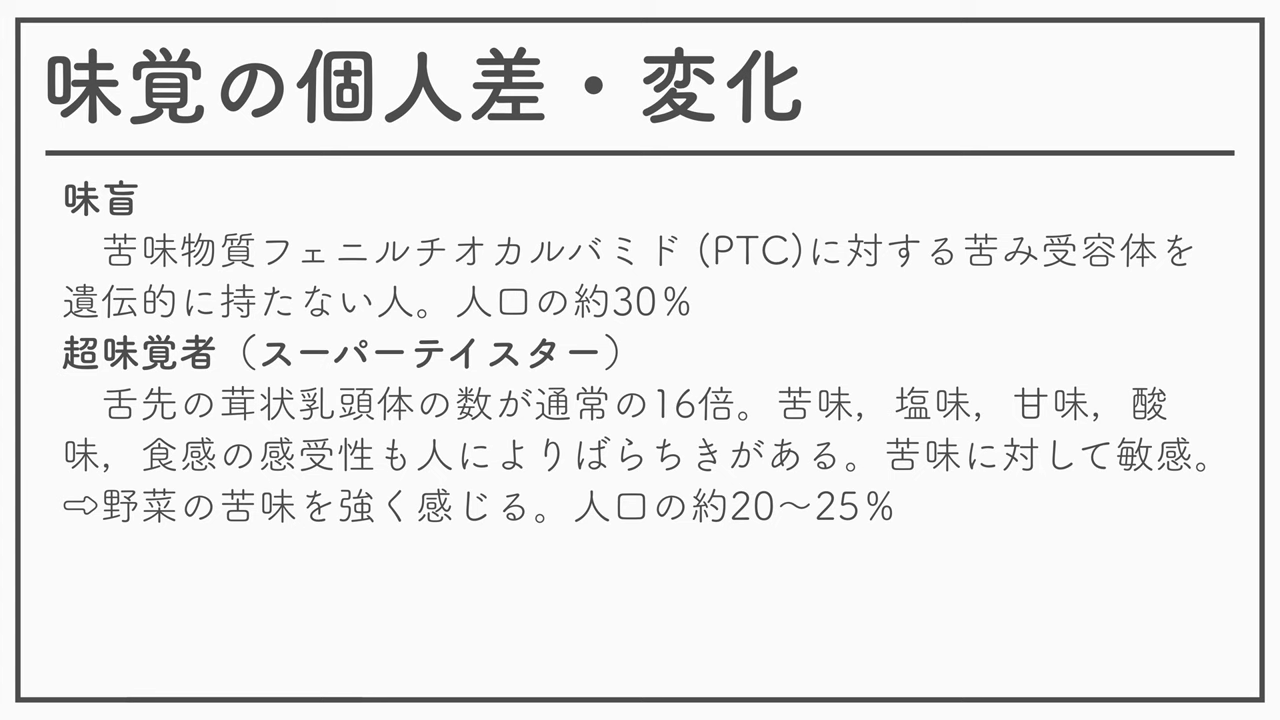 味覚の個人差・変化
味盲
苦味物質フェニルチオカルバミド (PTC)に対する苦み受容体を
遺伝的に持たない人。人口の約30％
超味覚者（スーパーテイスター）
舌先の茸状乳頭体の数が通常の16倍。苦味，塩味，甘味，酸
味，食感の感受性も人によりばらちきがある。苦味に対して敏感。
⇨野菜の苦味を強く感じる。人口の約20〜25％